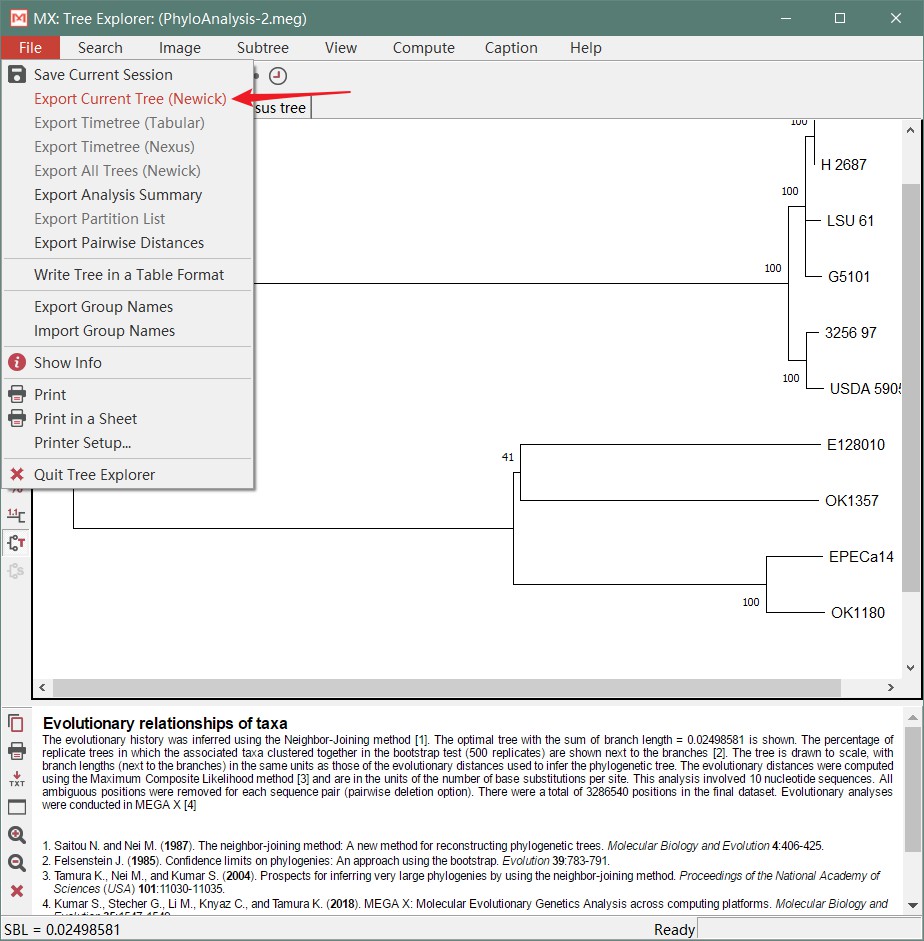 MX: Tree Explorer: (PhyloAnalysis-2.meg)
File Search Image Subtree View Compute Caption Help
Save Current Session
Export Current Tree (Newick)
sus tree
Export Timetree (Tabular)
Export Timetree (Nexus)
Export All Trees (Newick)
Export Analysis Summary
Export Partition List
Export Pairwise Distances
Write Tree in a Table Format
Export Group Names
Import Group Names
Show Info
Print
Print in a Sheet
Printer Setup...
Quit Tree Explorer
100
H 2687
100
LSU 61
100
G5101
3256 97
100
USDA 5905
41
E128010
OK1357
EPECa14
100
OK1180
Evolutionary relationships of taxa
The evolutionary history was inferred using the Neighbor-Joining method [1]. The optimal tree with the sum of branch length = 0.02498581 is shown. The percentage of
replicate trees in which the associated taxa clustered together in the bootstrap test (500 replicates) are shown next to the branches [2]. The tree is drawn to scale, with
branch lengths (next to the branches) in the same units as those of the evolutionary distances used to infer the phylogenetic tree. The evolutionary distances were computed
using the Maximum Composite Likelihood method [3] and are in the units of the number of base substitutions per site. This analysis involved 10 nucleotide sequences. All
ambiguous positions were removed for each sequence pair (pairwise deletion option). There were a total of 3286540 positions in the final dataset. Evolutionary analyses
were conducted in MEGA X [4]
TXT
1. Saitou N. and Nei M. (1987). The neighbor-joining method: A new method for reconstructing phylogenetic trees. Molecular Biology and Evolution 4:406-425.
2. Felsenstein J. (1985). Confidence limits on phylogenies: An approach using the bootstrap. Evolution 39:783-791.
3. Tamura K., Nei M., and Kumar S. (2004). Prospects for inferring very large phylogenies by using the neighbor-joining method. Proceedings of the National Academy of
Sciences (USA) 101:11030-11035.
4. Kumar S., Stecher G., Li M., Knyaz C., and Tamura K. (2018). MEGA X: Molecular Evolutionary Genetics Analysis across computing platforms. Molecular Biology and
Evolution 35:1547-1549.
SBL = 0.02498581
Ready